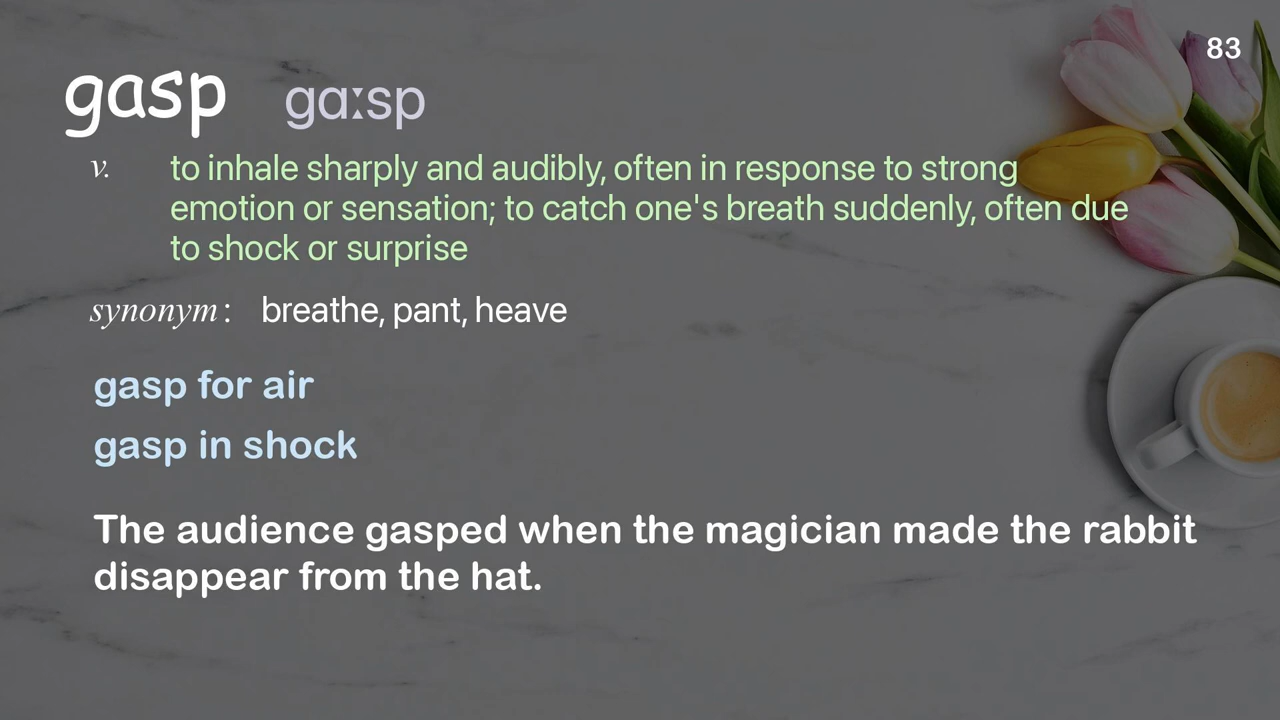 83
gasp gɑːsp
v. to inhale sharply and audibly, often in response to strong
emotion or sensation; to catch one's breath suddenly, often due
to shock or surprise
synonym: breathe, pant, heave
gasp for air
gasp in shock
The audience gasped when the magician made the rabbit
disappear from the hat.